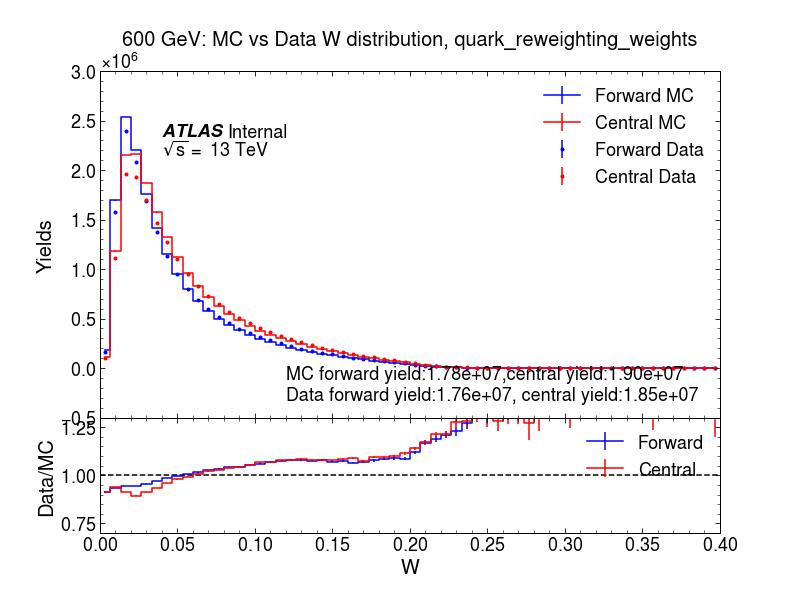 600 GeV: MC vs Data W distribution, quark_reweighting_weights
×10⁶
3.0
2.5
2.0
1.5
1.0
0.5
0.0
0.5
Yields
ATLAS Internal
√s = 13 TeV
Forward MC
Central MC
Forward Data
Central Data
MC forward yield:1.78e+07,central yield:1.90e+07
Data forward yield:1.76e+07, central yield:1.85e+07
1.25
1.00
0.75
Data/MC
Forward
Central
0.00 0.05 0.10 0.15 0.20 0.25 0.30 0.35 0.40
W